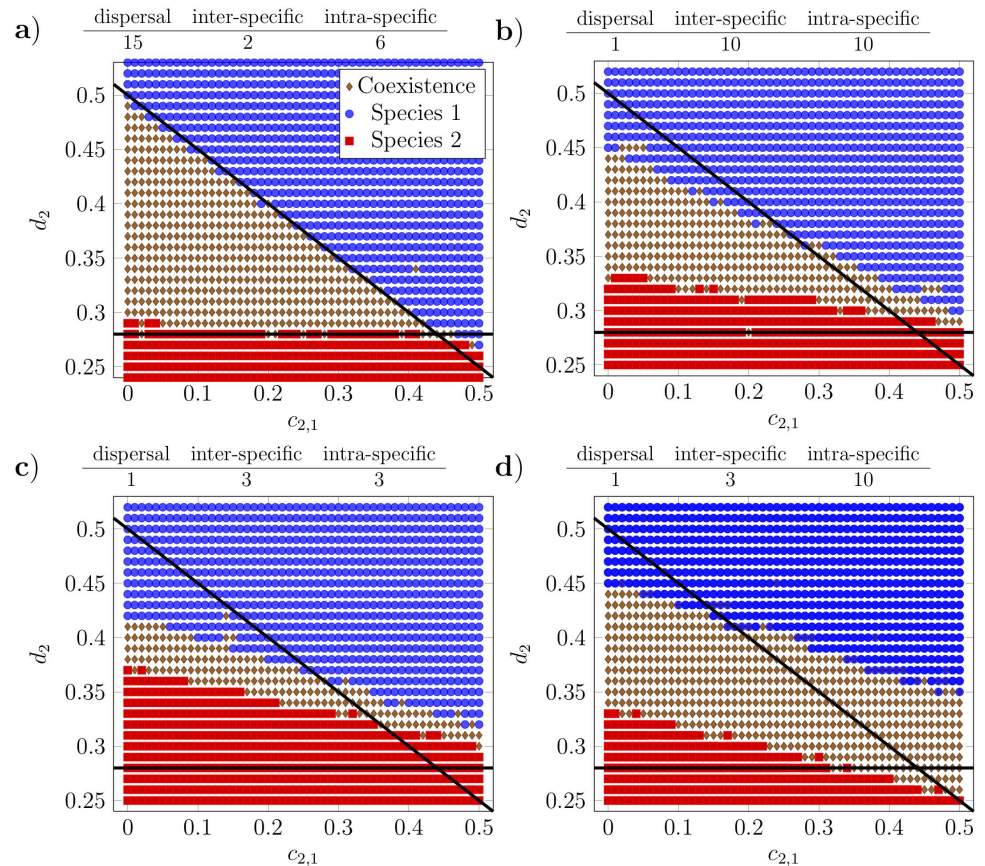 a)
dispersal inter-specific intra-specific
15 2 6
Coexistence
Species 1
Species 2
0.5
0.45
0.4
0.35
0.3
0.25
d2
0 0.1 0.2 0.3 0.4 0.5
c2,1
b)
dispersal inter-specific intra-specific
1 10 10
0.5
0.45
0.4
0.35
0.3
0.25
d2
0 0.1 0.2 0.3 0.4 0.5
c2,1
c)
dispersal inter-specific intra-specific
1 3 3
0.5
0.45
0.4
0.35
0.3
0.25
d2
0 0.1 0.2 0.3 0.4 0.5
c2,1
d)
dispersal inter-specific intra-specific
1 3 10
0.5
0.45
0.4
0.35
0.3
0.25
d2
0 0.1 0.2 0.3 0.4 0.5
c2,1